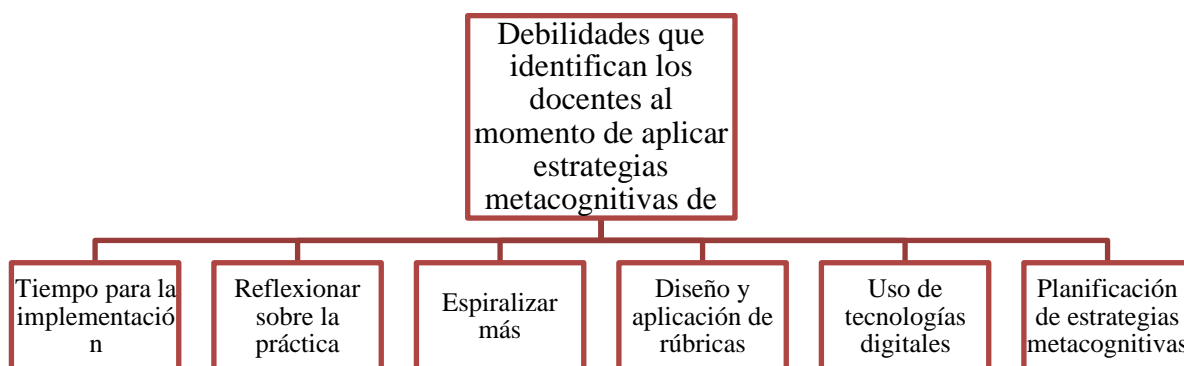 Debilidades que
identifican los
docentes al
momento de aplicar
estrategias
metacognitivas de
Tiempo para la
implementació
n
Reflexionar
sobre la
práctica
Espiralizar
más
Diseño y
aplicación de
rúbricas
Uso de
tecnologías
digitales
Planificación
de estrategias
metacognitivas